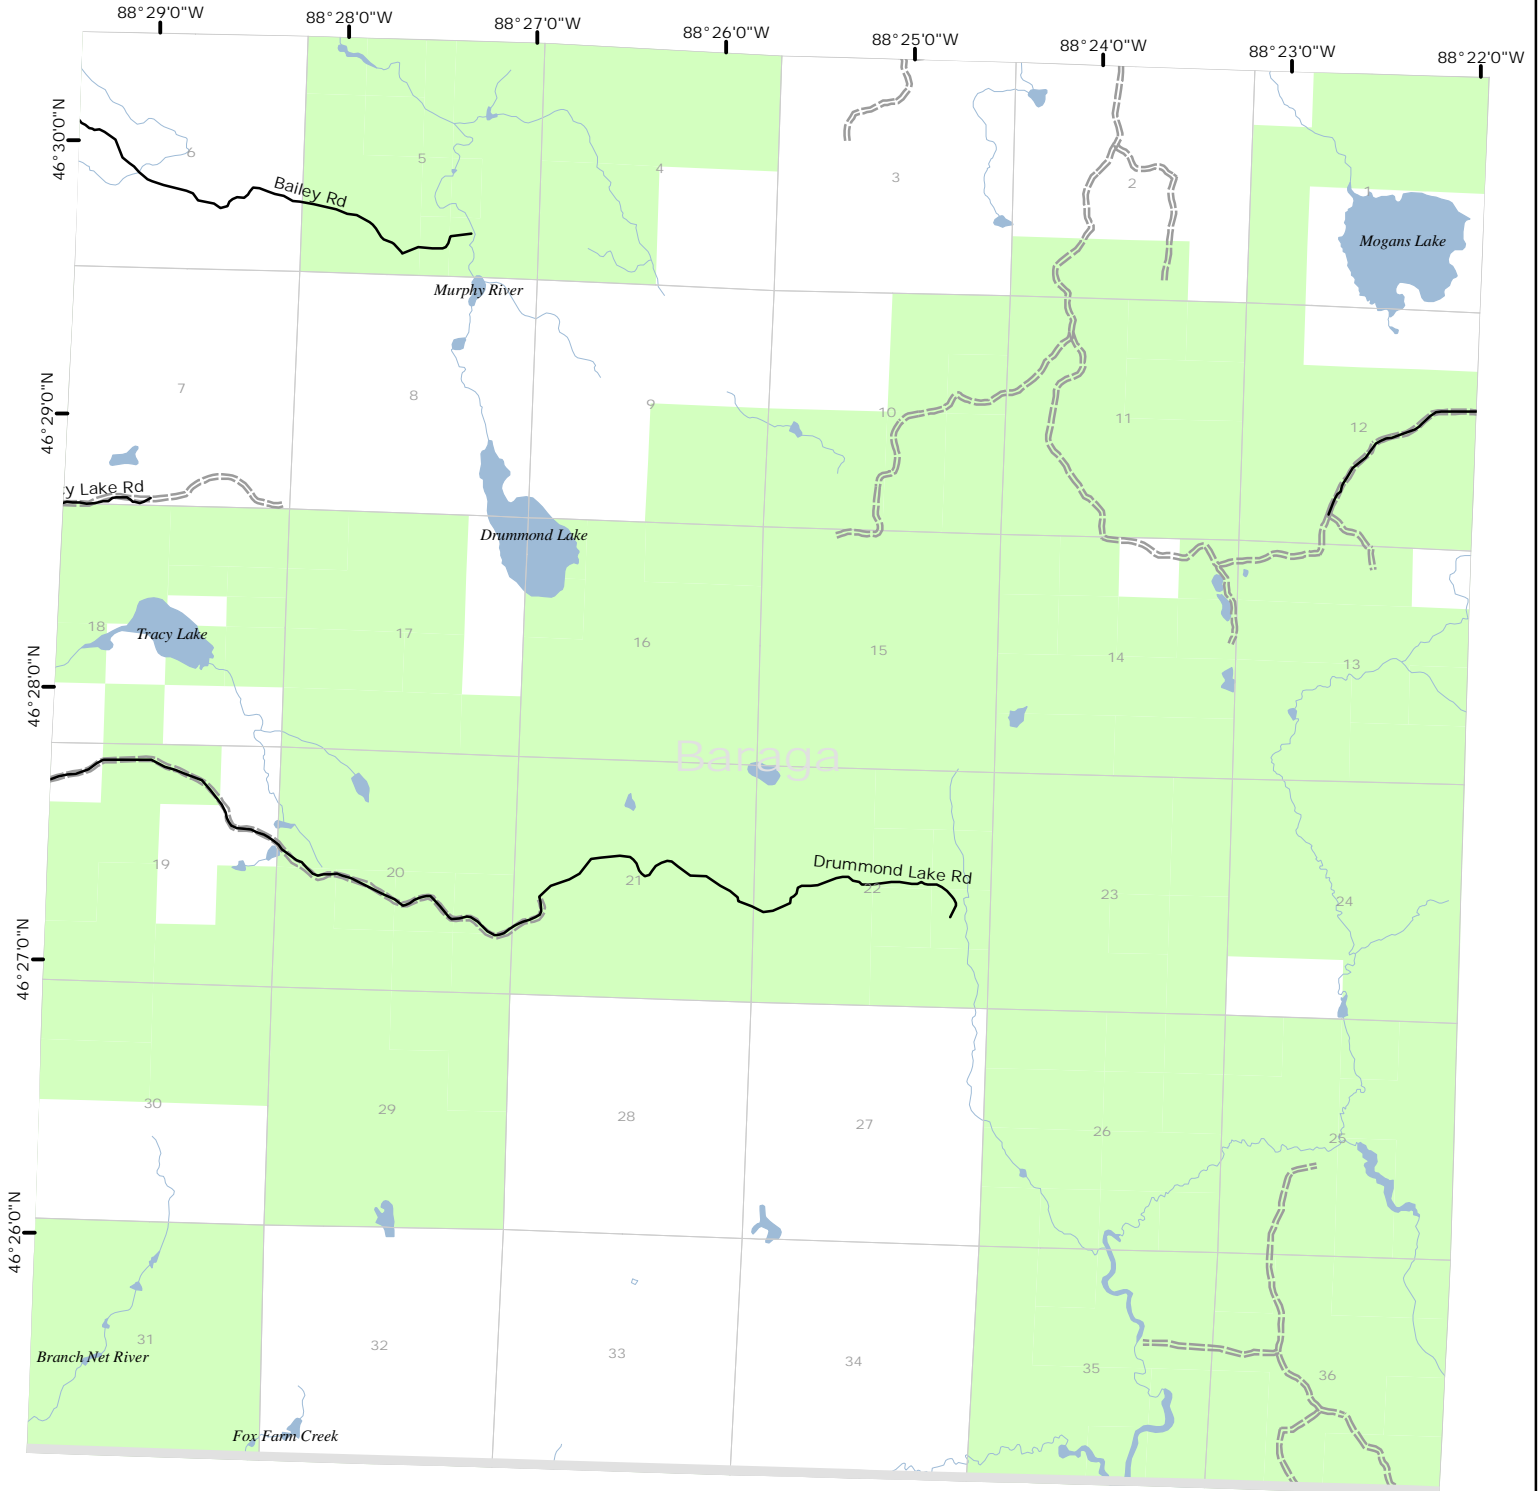 88°29'0"W 88°28'0"W 88°27'0"W 88°26'0"W 88°25'0"W 88°24'0"W 88°23'0"W 88°22'0"W
46°30'0"N
6 5 4 3 2 1
Bailey Rd
Mogans Lake
Murphy River
46°29'0"N
7 8 9 10 11 12
y Lake Rd
Drummond Lake
46°28'0"N
18 17 16 15 14 13
Tracy Lake
Baraga
Drummond Lake Rd
19 20 21 22 23 24
46°27'0"N
30 29 28 27 26 25
46°26'0"N
31 32 33 34 35 36
Branch Net River
Fox Farm Creek